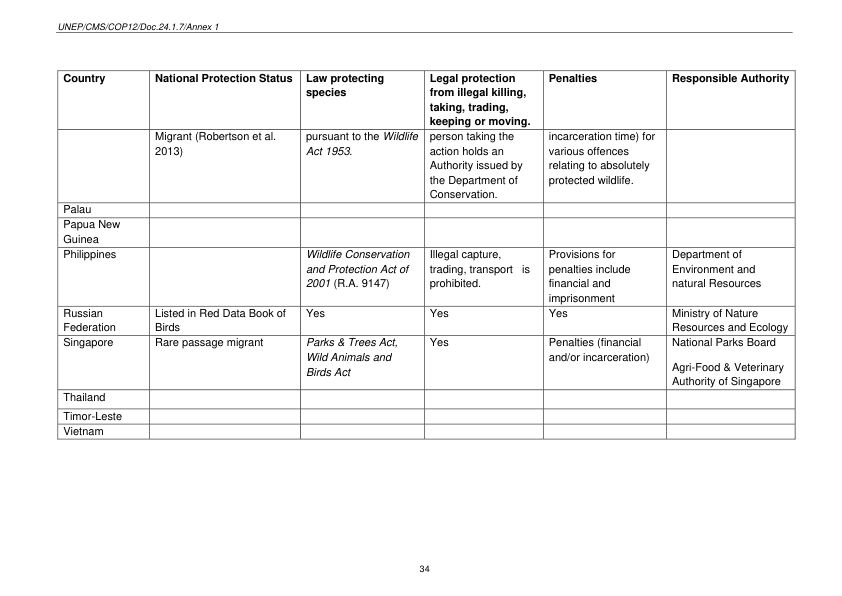 UNEP/CMS/COP12/Doc.24.1.7/Annex 1
Country
National Protection Status
Law protecting
species
Legal protection
from illegal killing,
taking, trading,
keeping or moving.
Penalties
Responsible Authority
Migrant (Robertson et al.
2013)
pursuant to the Wildlife
Act 1953.
person taking the
action holds an
Authority issued by
the Department of
Conservation.
incarceration time) for
various offences
relating to absolutely
protected wildlife.
Palau
Papua New
Guinea
Philippines
Wildlife Conservation
and Protection Act of
2001 (R.A. 9147)
Illegal capture,
trading, transport is
prohibited.
Provisions for
penalties include
financial and
imprisonment
Department of
Environment and
natural Resources
Russian
Federation
Listed in Red Data Book of
Birds
Yes
Yes
Yes
Ministry of Nature
Resources and Ecology
Singapore
Rare passage migrant
Parks & Trees Act,
Wild Animals and
Birds Act
Yes
Penalties (financial
and/or incarceration)
National Parks Board
Agri-Food & Veterinary
Authority of Singapore
Thailand
Timor-Leste
Vietnam
34